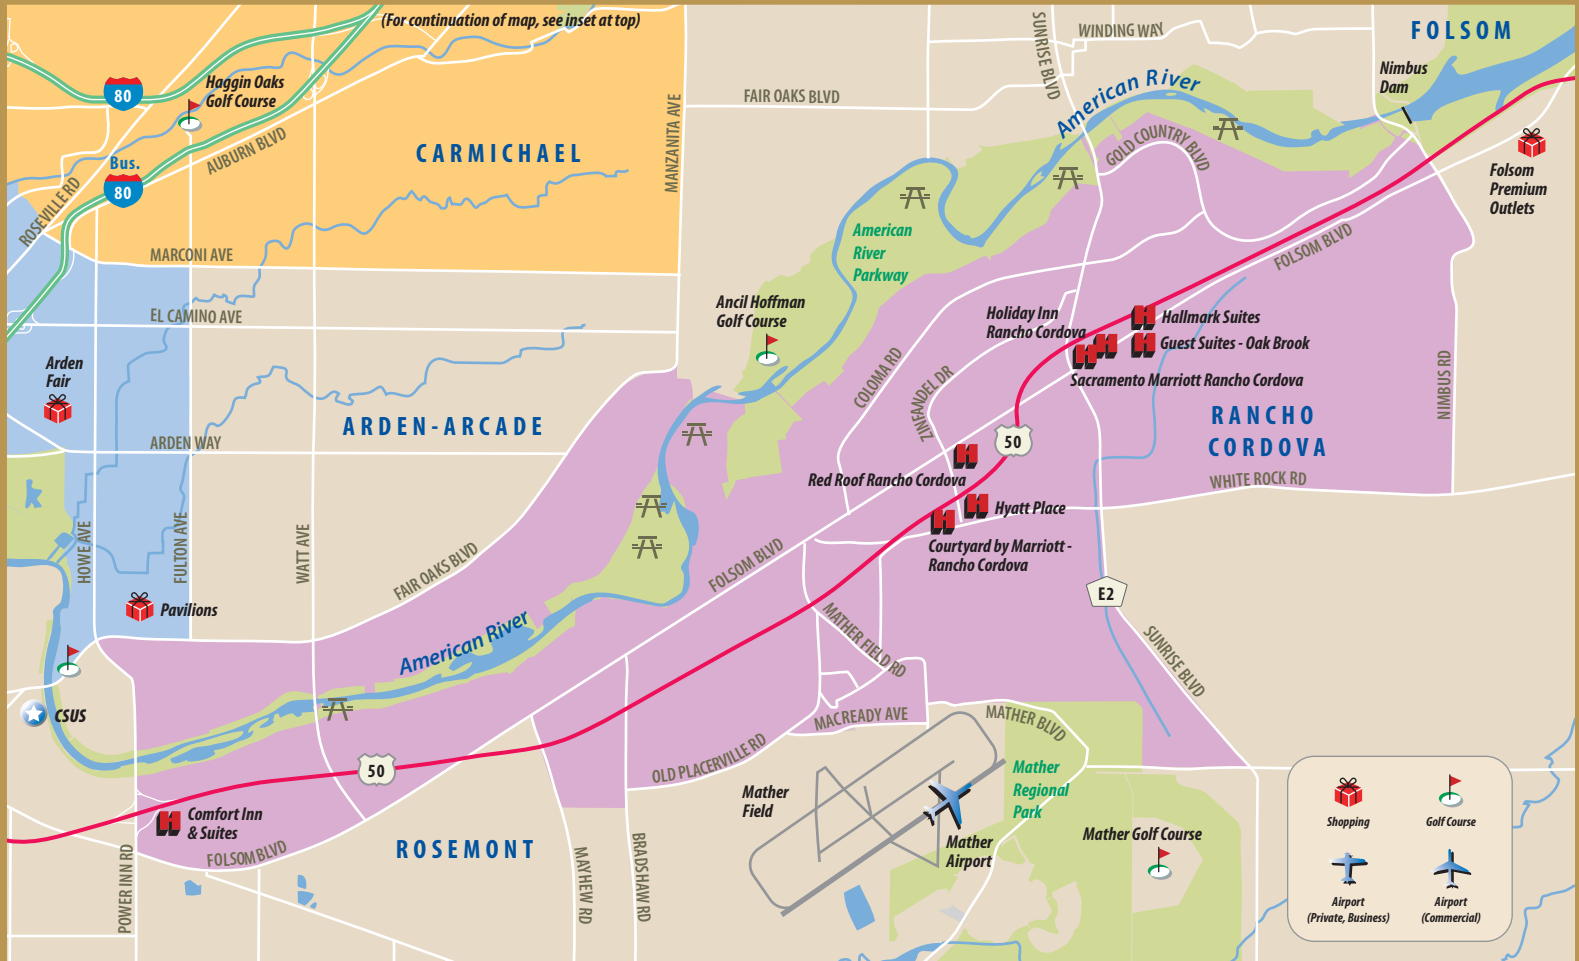 (For continuation of map, see inset at top)
FOLSOM
SUNRISE BLVD
WINDING WAY
Nimbus
Dam
80
Haggin Oaks
Golf Course
FAIR OAKS BLVD
American River
GOLD COUNTRY BLVD
AUBURN BLVD
CARMICHAEL
MANZANITA AVE
Bus.
80
ROSEVILLE RD
Folsom
Premium
Outlets
American
River
Parkway
FOLSOM BLVD
MARCONI AVE
EL CAMINO AVE
Ancil Hoffman
Golf Course
Holiday Inn
Rancho Cordova
Hallmark Suites
Guest Suites - Oak Brook
Sacramento Marriott Rancho Cordova
Arden
Fair
COLOMA RD
ZINFANDEL DR
NIMBUS RD
ARDEN-ARCADE
RANCHO
CORDOVA
ARDEN WAY
50
Red Roof Rancho Cordova
WHITE ROCK RD
Hyatt Place
HOWE AVE
FULTON AVE
WATT AVE
FAIR OAKS BLVD
FOLSOM BLVD
Courtyard by Marriott -
Rancho Cordova
E2
Pavilions
American River
MATHER FIELD RD
SUNRISE BLVD
CSUS
MACREADY AVE
MATHER BLVD
50
OLD PLACERVILLE RD
Mather
Field
Mather
Regional
Park
Comfort Inn
& Suites
FOLSOM BLVD
ROSEMONT
Mather
Airport
Mather Golf Course
POWER INN RD
MAYHEW RD
BRADSHAW RD
Shopping
Golf Course
Airport
(Private, Business)
Airport
(Commercial)